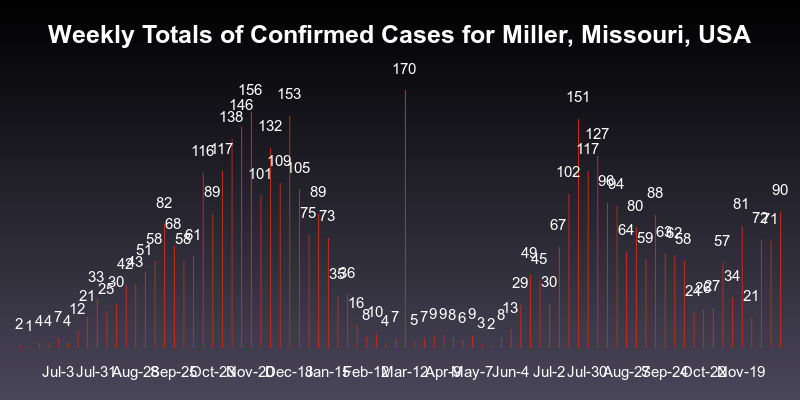 Weekly Totals of Confirmed Cases for Miller, Missouri, USA
2 1 4 4 7 4 12 21 33 25 30 42 43 51 58 82 68 58 61 116 89 117 138 146 156 101 132 109 153 105 75 89 73 35 36 16 8 10 4 7 170 5 7 9 9 8 6 9 3 2 8 13 29 49 45 30 67 102 151 117 127 96 94 64 80 59 88 63 62 58 24 26 27 57 34 81 21 72 71 90
Jul-3 Jul-31 Aug-28 Sep-25 Oct-23 Nov-20 Dec-18 Jan-15 Feb-12 Mar-12 Apr-9 May-7 Jun-4 Jul-2 Jul-30 Aug-27 Sep-24 Oct-22 Nov-19